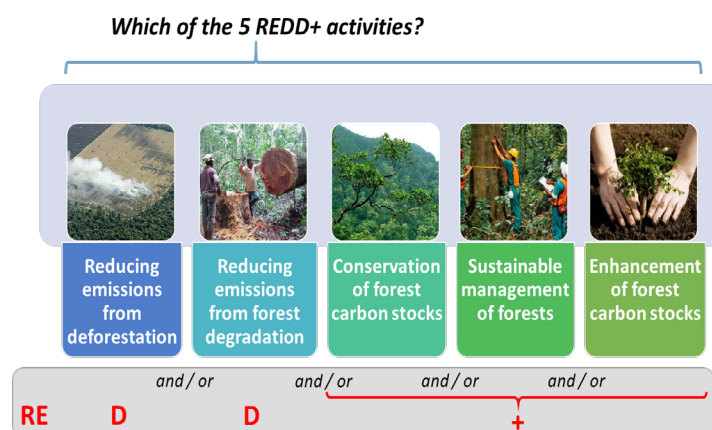 Which of the 5 REDD+ activities?
Reducing
emissions
from
deforestation
Reducing
emissions
from forest
degradation
Conservation
of forest
carbon stocks
Sustainable
management
of forests
Enhancement
of forest
carbon stocks
and / or
and / or
and / or
and / or
RE D D +